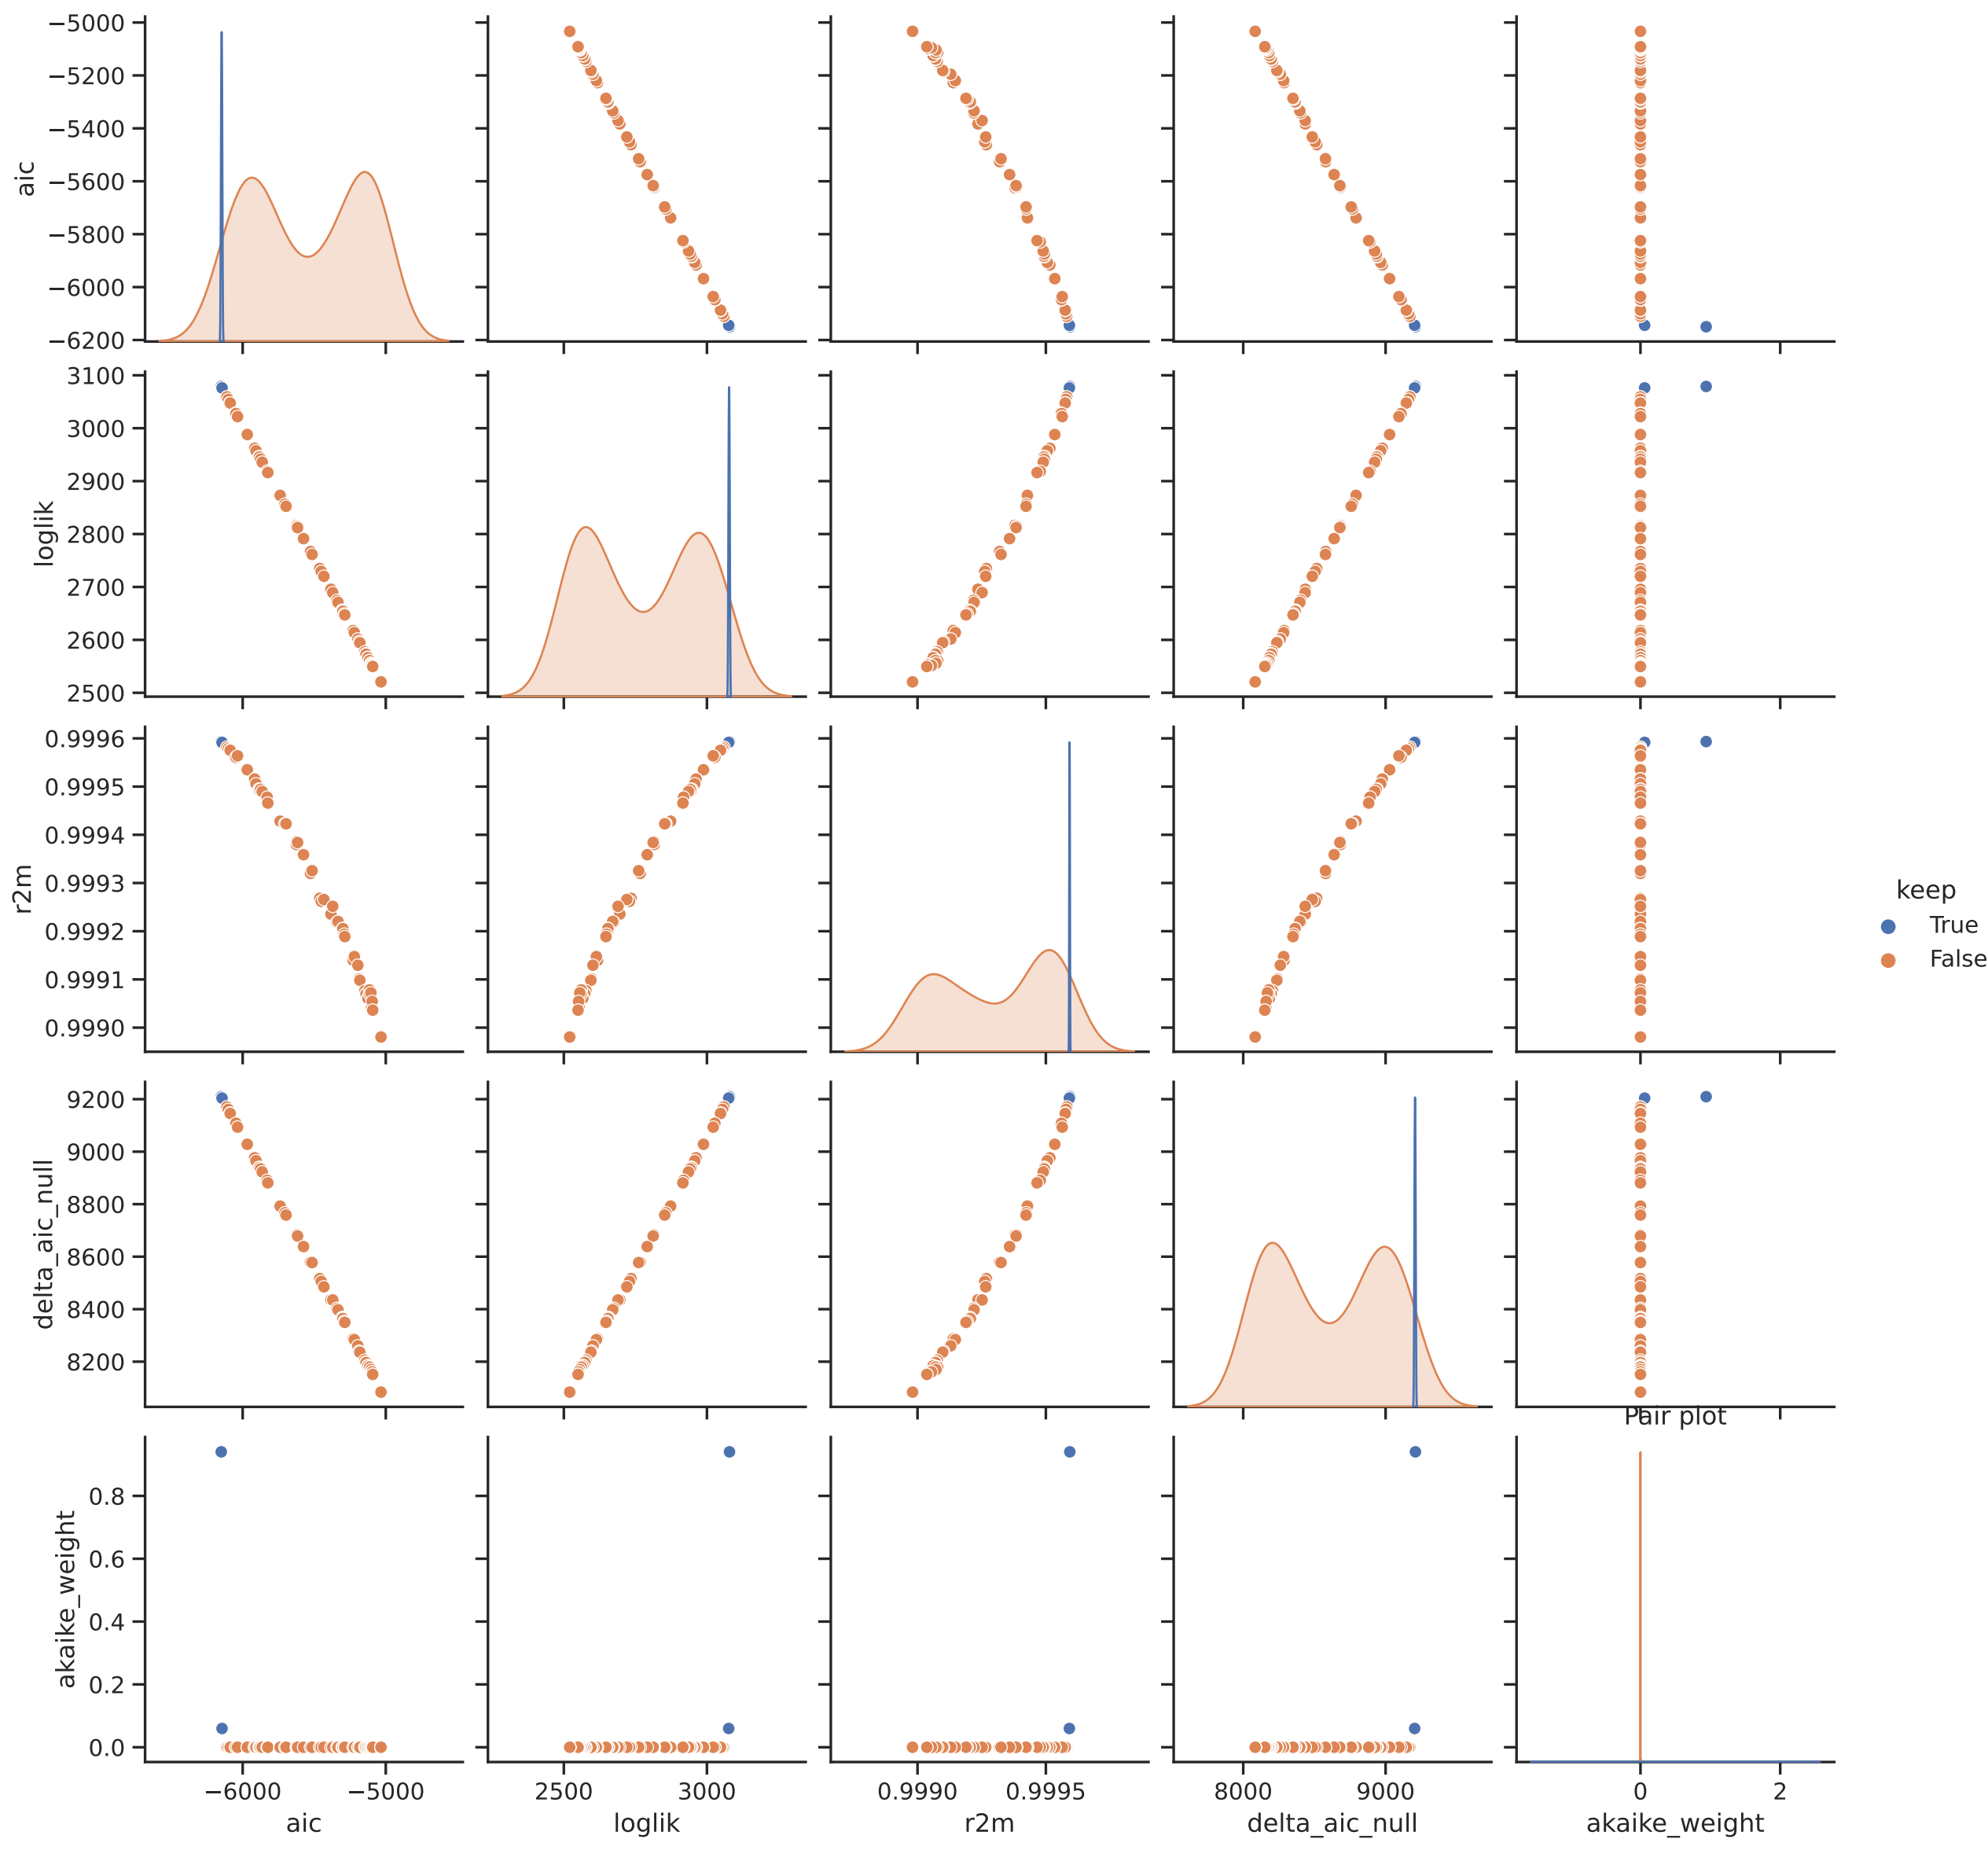 −5000
−5200
−5400
−5600
−5800
−6000
−6200
aic
3100
3000
2900
2800
2700
2600
2500
loglik
0.9996
0.9995
0.9994
0.9993
0.9992
0.9991
0.9990
r2m
keep
True
False
9200
9000
8800
8600
8400
8200
delta_aic_null
Pair plot
0.8
0.6
0.4
0.2
0.0
akaike_weight
−6000 −5000
2500 3000
0.9990 0.9995
8000 9000
0 2
aic
loglik
r2m
delta_aic_null
akaike_weight